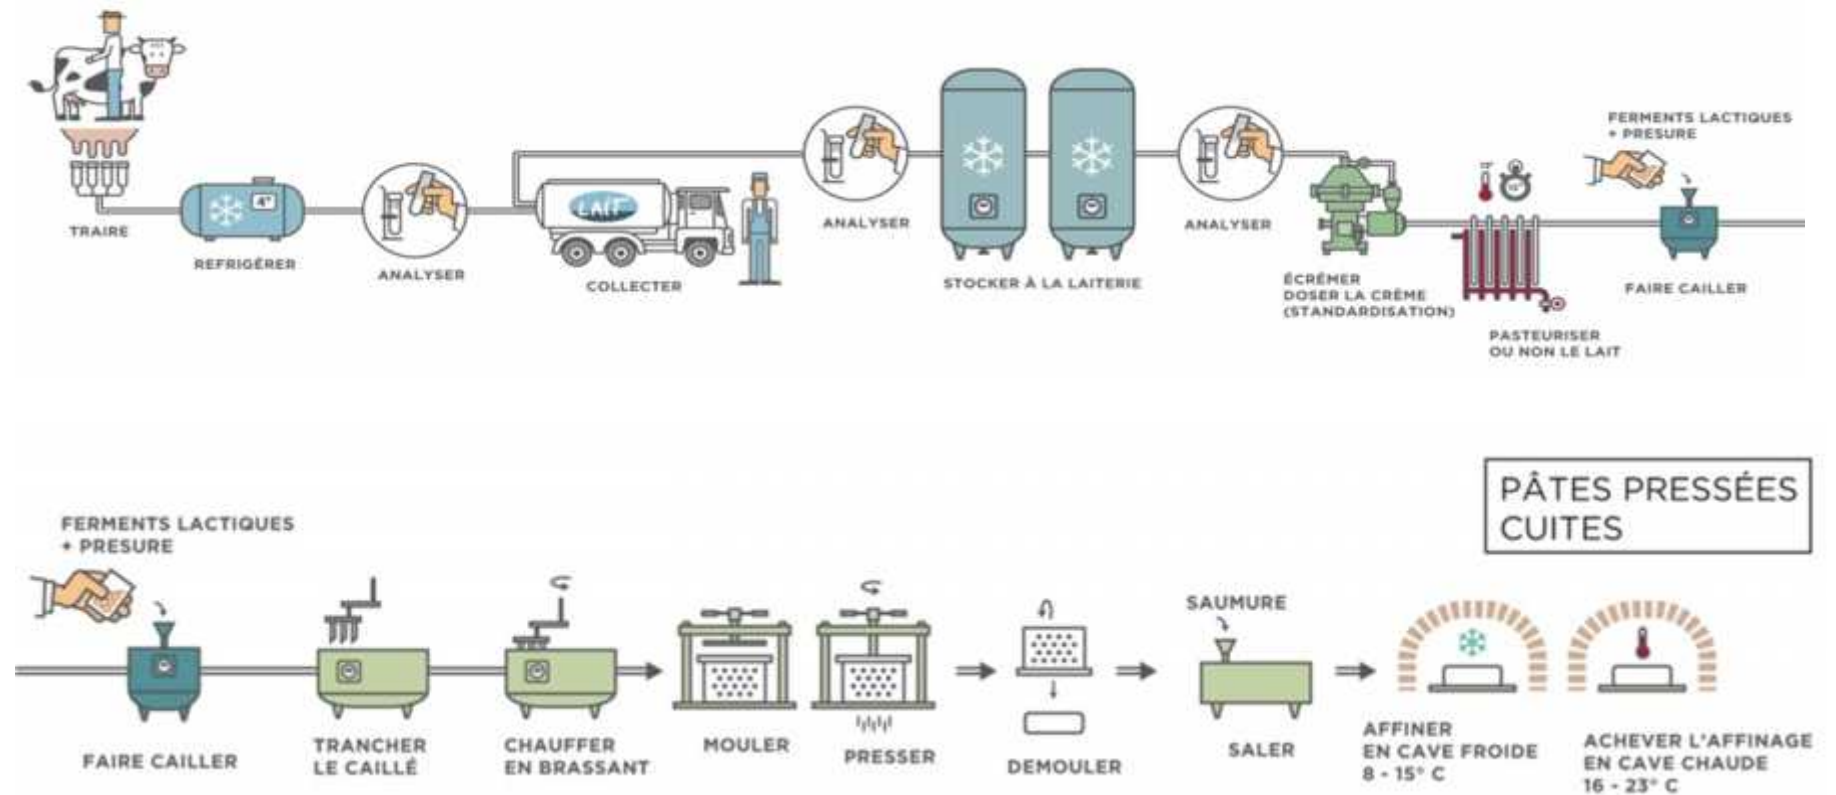 TRAIRE
4°
REFRIGÉRER
ANALYSER
LAIT
COLLECTER
ANALYSER
STOCKER À LA LAITERIE
ANALYSER
ÉCRÉMER
DOSER LA CRÈME
(STANDARDISATION)
PASTEURISER
OU NON LE LAIT
FERMENTS LACTIQUES
+ PRESURE
FAIRE CAILLER
PÂTES PRESSÉES
CUITES
FERMENTS LACTIQUES
+ PRESURE
FAIRE CAILLER
TRANCHER
LE CAILLÉ
CHAUFFER
EN BRASSANT
MOULER
PRESSER
DEMOULER
SAUMURE
SALER
AFFINER
EN CAVE FROIDE
8 - 15° C
ACHEVER L'AFFINAGE
EN CAVE CHAUDE
16 - 23° C